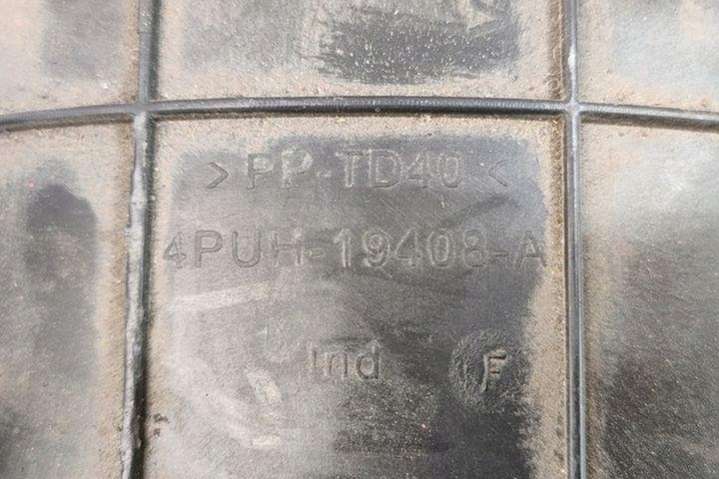 >PP-TD40<
4PUH-19408-A
Ind F